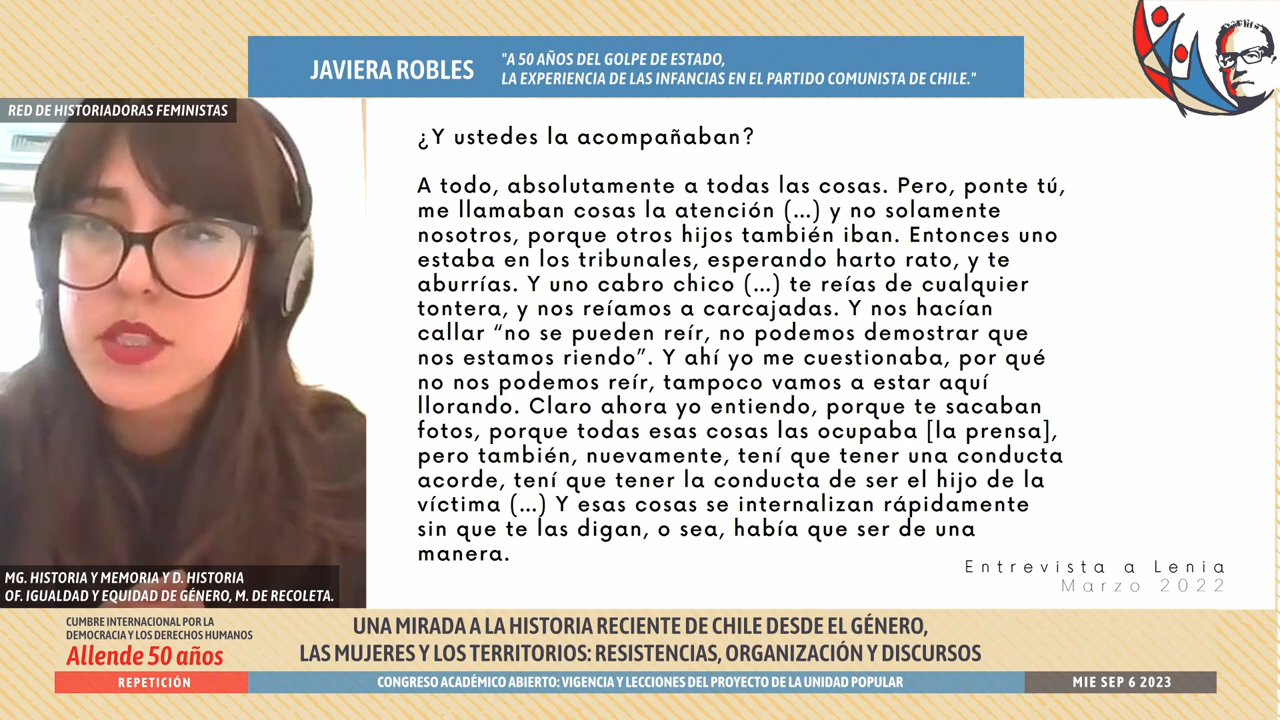 JAVIERA ROBLES
"A 50 AÑOS DEL GOLPE DE ESTADO,
LA EXPERIENCIA DE LAS INFANCIAS EN EL PARTIDO COMUNISTA DE CHILE."
RED DE HISTORIADORAS FEMINISTAS
¿Y ustedes la acompañaban?
A todo, absolutamente a todas las cosas. Pero, ponte tú,
me llamaban cosas la atención (...) y no solamente
nosotros, porque otros hijos también iban. Entonces uno
estaba en los tribunales, esperando harto rato, y te
aburrías. Y uno cabro chico (...) te reías de cualquier
tontera, y nos reíamos a carcajadas. Y nos hacían
callar “no se pueden reír, no podemos demostrar que
nos estamos riendo”. Y ahí yo me cuestionaba, por qué
no nos podemos reír, tampoco vamos a estar aquí
llorando. Claro ahora yo entiendo, porque te sacaban
fotos, porque todas esas cosas las ocupaba [la prensa],
pero también, nuevamente, tení que tener una conducta
acorde, tení que tener la conducta de ser el hijo de la
víctima (...) Y esas cosas se internalizan rápidamente
sin que te las digan, o sea, había que ser de una
manera.
Entrevista a Lenia
Marzo 2022
MG. HISTORIA Y MEMORIA Y D. HISTORIA
OF. IGUALDAD Y EQUIDAD DE GÉNERO, M. DE RECOLETA.
CUMBRE INTERNACIONAL POR LA
DEMOCRACIA Y LOS DERECHOS HUMANOS
Allende 50 años
REPETICIÓN
UNA MIRADA A LA HISTORIA RECIENTE DE CHILE DESDE EL GÉNERO,
LAS MUJERES Y LOS TERRITORIOS: RESISTENCIAS, ORGANIZACIÓN Y DISCURSOS
CONGRESO ACADÉMICO ABIERTO: VIGENCIA Y LECCIONES DEL PROYECTO DE LA UNIDAD POPULAR
MIE SEP 6 2023